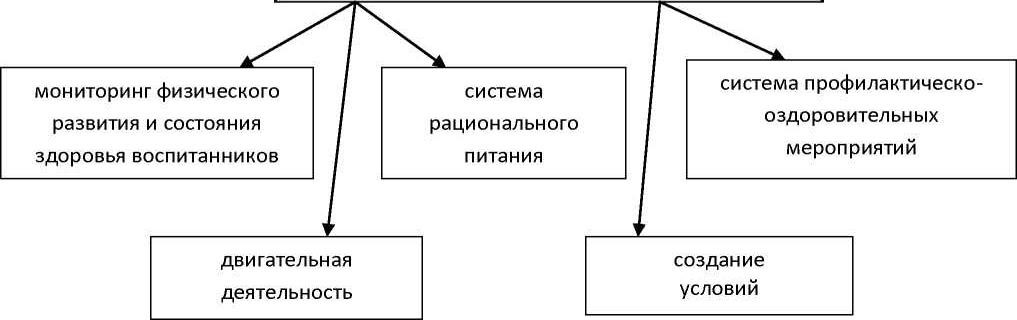 мониторинг физического
развития и состояния
здоровья воспитанников
система
рационального
питания
система профилактическо-
оздоровительных
мероприятий
двигательная
деятельность
создание
условий